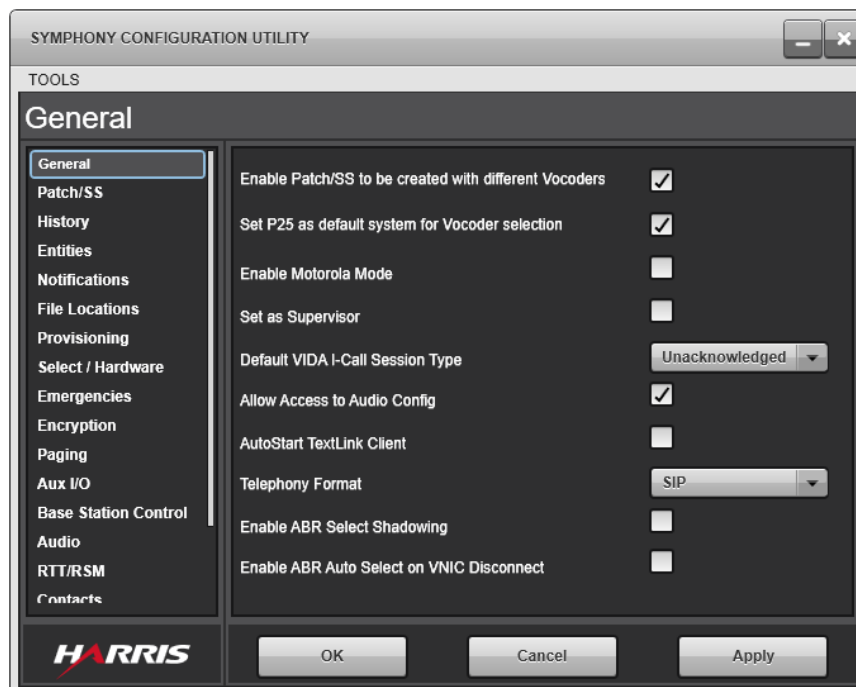 SYMPHONY CONFIGURATION UTILITY
TOOLS
General
General
Patch/SS
History
Entities
Notifications
File Locations
Provisioning
Select / Hardware
Emergencies
Encryption
Paging
Aux I/O
Base Station Control
Audio
RTT/RSM
Contacts
Enable Patch/SS to be created with different Vocoders
Set P25 as default system for Vocoder selection
Enable Motorola Mode
Set as Supervisor
Default VIDA I-Call Session Type
Unacknowledged
Allow Access to Audio Config
AutoStart TextLink Client
Telephony Format
SIP
Enable ABR Select Shadowing
Enable ABR Auto Select on VNIC Disconnect
HARRIS
OK
Cancel
Apply